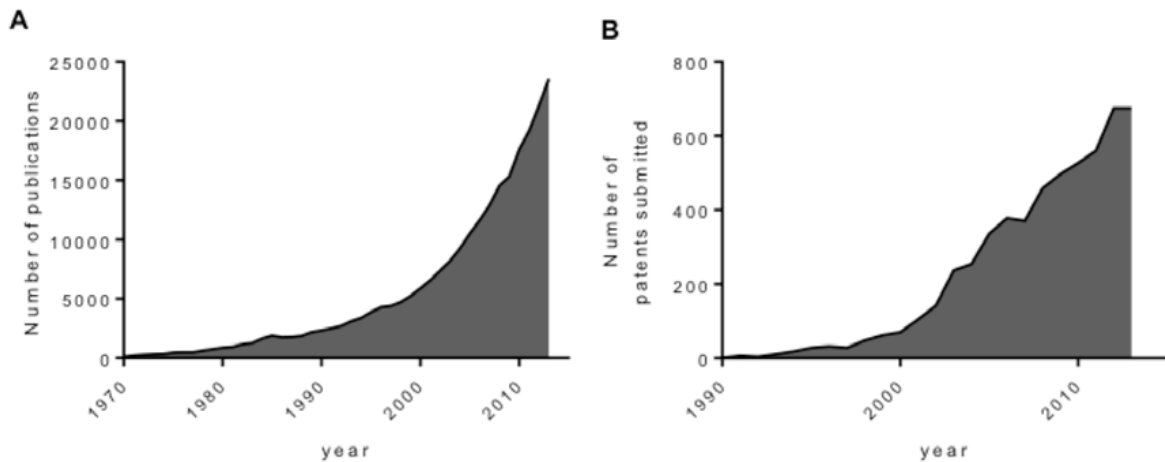 A
Number of publications
25000
20000
15000
10000
5000
0
1970
1980
1990
2000
2010
year
B
Number of
patents submitted
800
600
400
200
0
1990
2000
2010
year